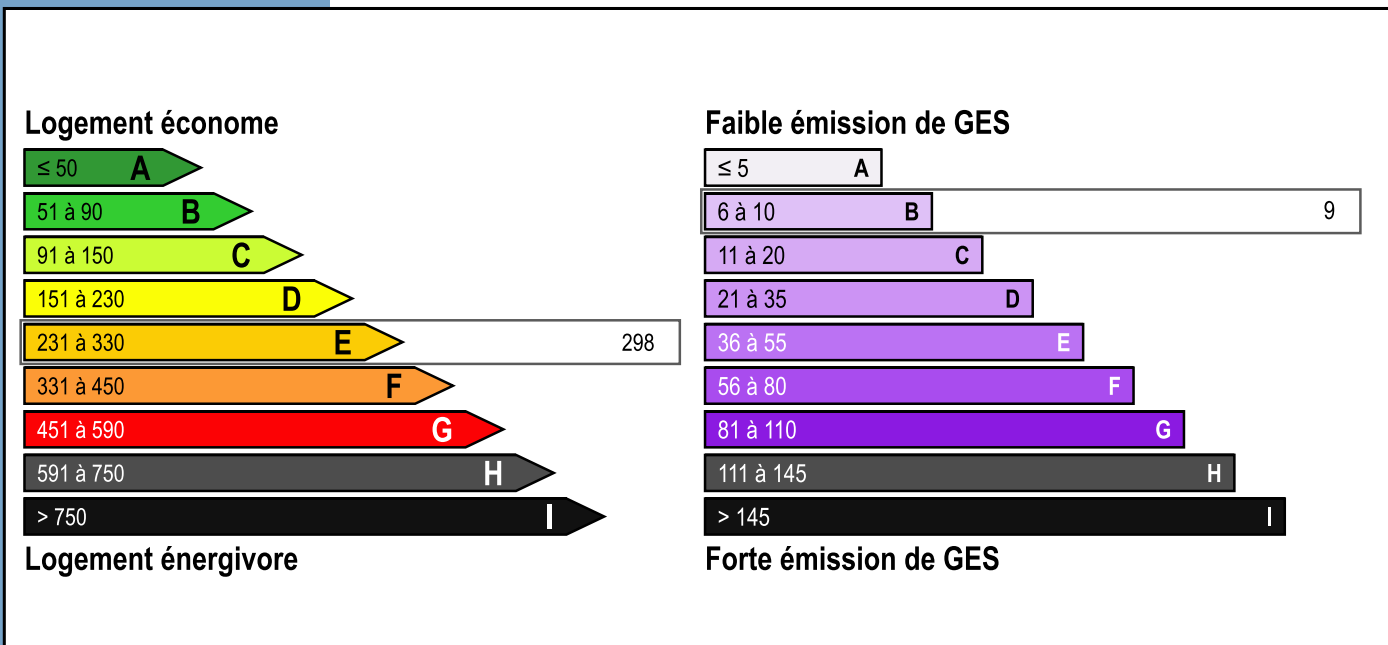 Logement économe
≤ 50 A
51 à 90 B
91 à 150 C
151 à 230 D
231 à 330 E 298
331 à 450 F
451 à 590 G
591 à 750 H
> 750 I
Logement énergivore
Faible émission de GES
≤ 5 A
6 à 10 B 9
11 à 20 C
21 à 35 D
36 à 55 E
56 à 80 F
81 à 110 G
111 à 145 H
> 145 I
Forte émission de GES